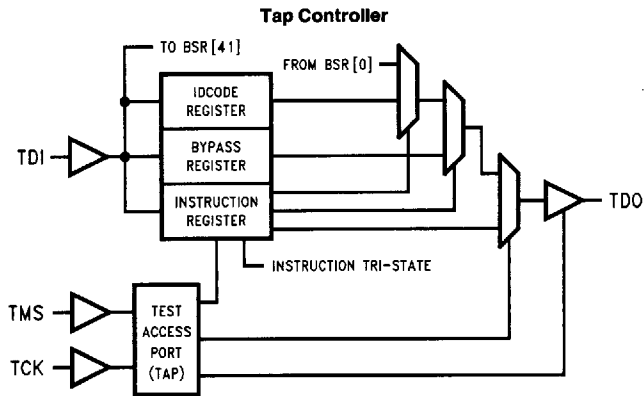 Tap Controller
TO BSR[41]
FROM BSR[0]
IDCODE
REGISTER
BYPASS
REGISTER
INSTRUCTION
REGISTER
TDI
TDO
INSTRUCTION TRI-STATE
TMS
TCK
TEST
ACCESS
PORT
(TAP)